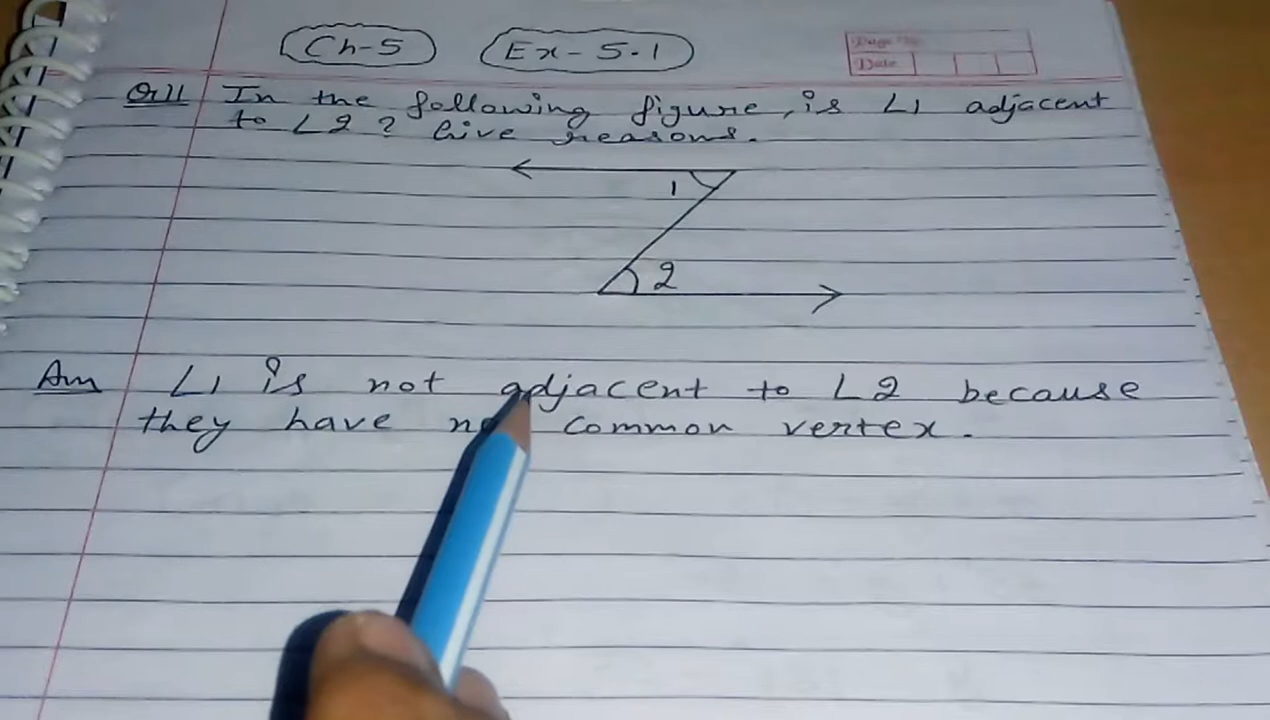 Ch-5 Ex-5.1
Page No.
Date
Q.11 In the following figure, is ∠1 adjacent
to ∠2? Give reasons.
1
2
Ans ∠1 is not adjacent to ∠2 because
they have no common vertex.